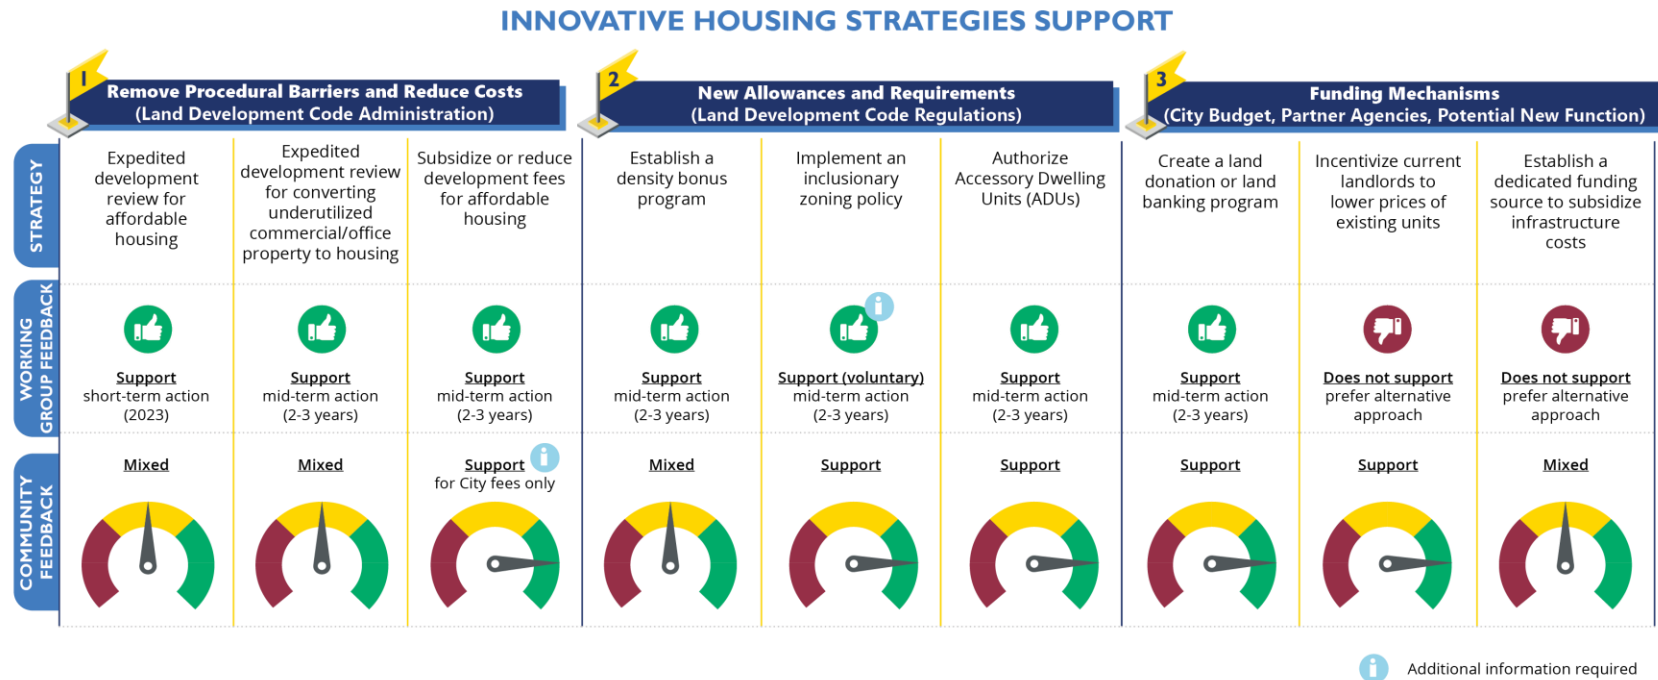 INNOVATIVE HOUSING STRATEGIES SUPPORT
1
Remove Procedural Barriers and Reduce Costs
(Land Development Code Administration)
2
New Allowances and Requirements
(Land Development Code Regulations)
3
Funding Mechanisms
(City Budget, Partner Agencies, Potential New Function)
STRATEGY
Expedited
development
review for
affordable
housing
Expedited
development review
for converting
underutilized
commercial/office
property to housing
Subsidize or reduce
development fees
for affordable
housing
Establish a
density bonus
program
Implement an
inclusionary
zoning policy
Authorize
Accessory Dwelling
Units (ADUs)
Create a land
donation or land
banking program
Incentivize current
landlords to
lower prices of
existing units
Establish a
dedicated funding
source to subsidize
infrastructure
costs
WORKING
GROUP FEEDBACK
Support
short-term action
(2023)
Support
mid-term action
(2-3 years)
Support
mid-term action
(2-3 years)
Support
mid-term action
(2-3 years)
i
Support (voluntary)
mid-term action
(2-3 years)
Support
mid-term action
(2-3 years)
Support
mid-term action
(2-3 years)
Does not support
prefer alternative
approach
Does not support
prefer alternative
approach
COMMUNITY
FEEDBACK
Mixed
Mixed
Support i
for City fees only
Mixed
Support
Support
Support
Support
Mixed
i Additional information required